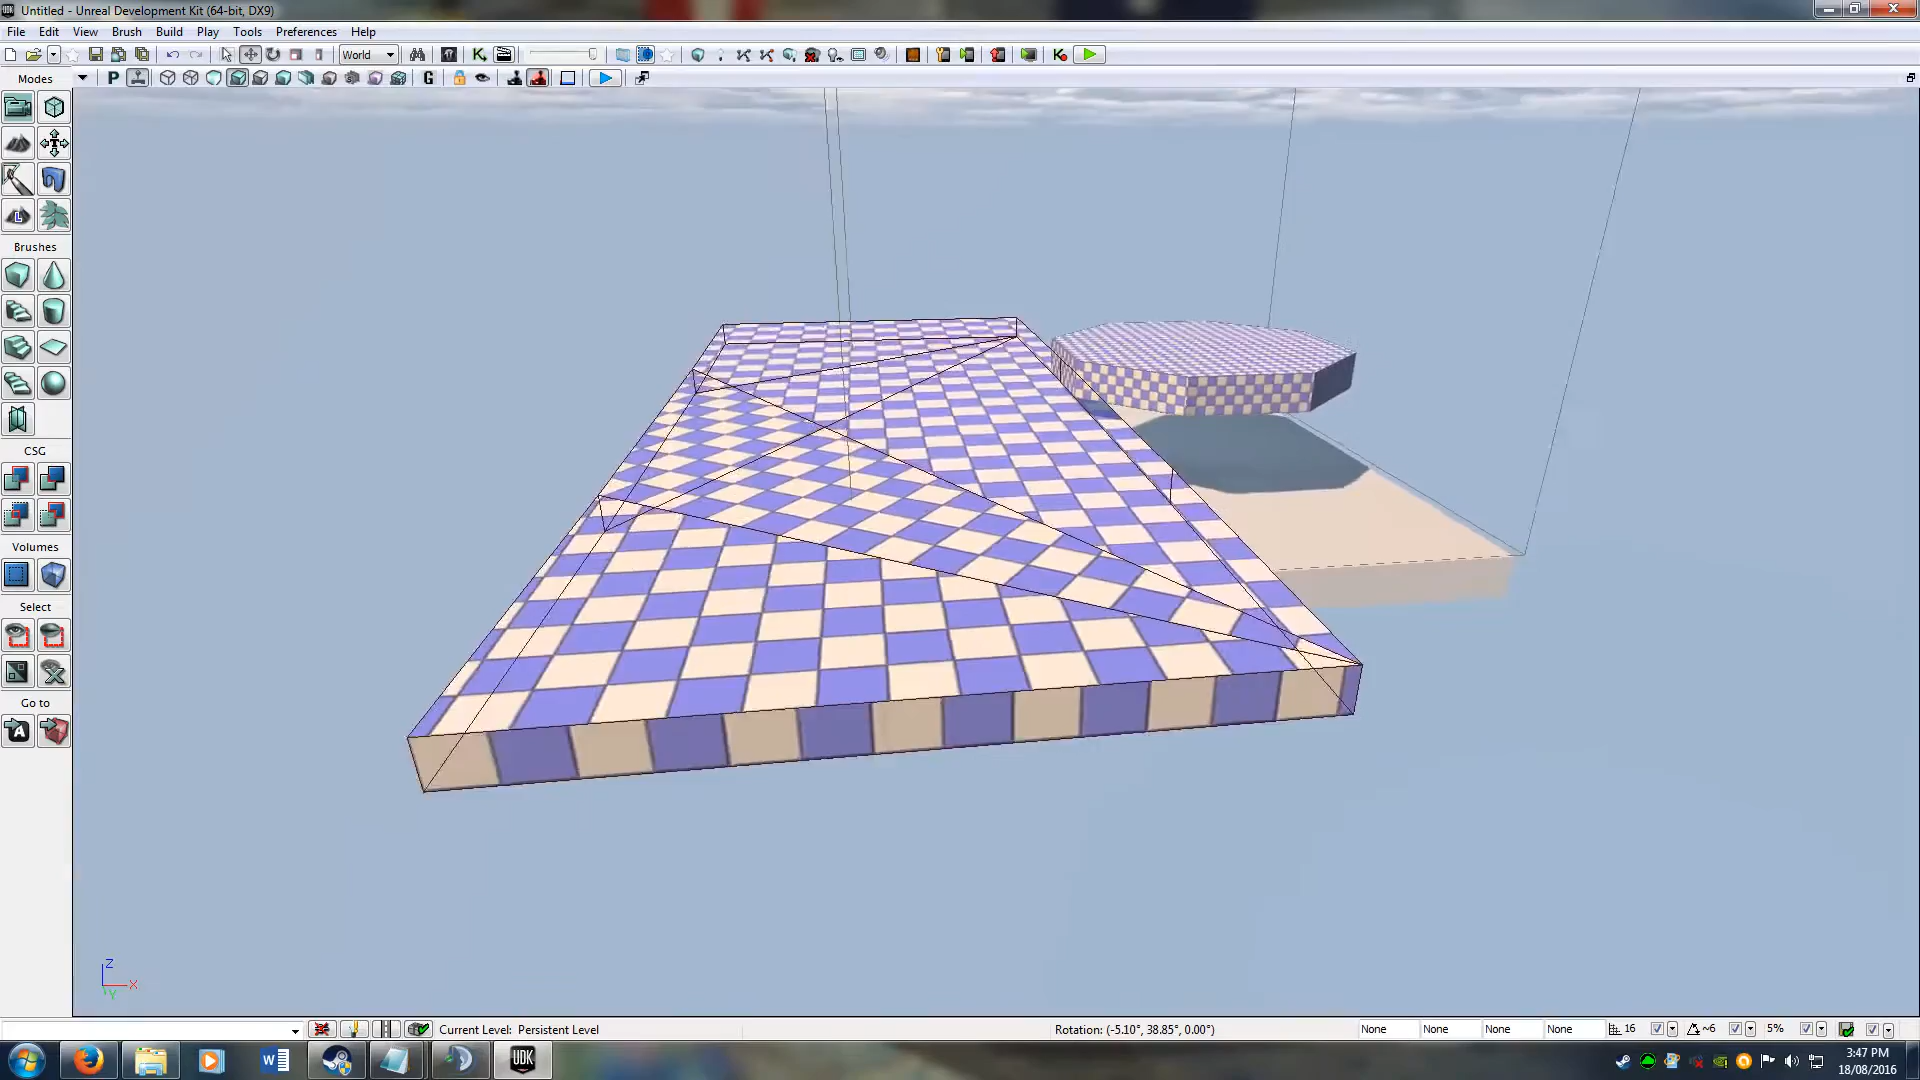 Untitled - Unreal Development Kit (64-bit, DX9)
File Edit View Brush Build Play Tools Preferences Help
World
Modes
P
G
Brushes
CSG
Volumes
Select
Go to
Z
X
Y
Current Level: Persistent Level
Rotation: (-5.10°, 38.85°, 0.00°)
None None None None
16
~6
5%
UDK
3:47 PM
18/08/2016